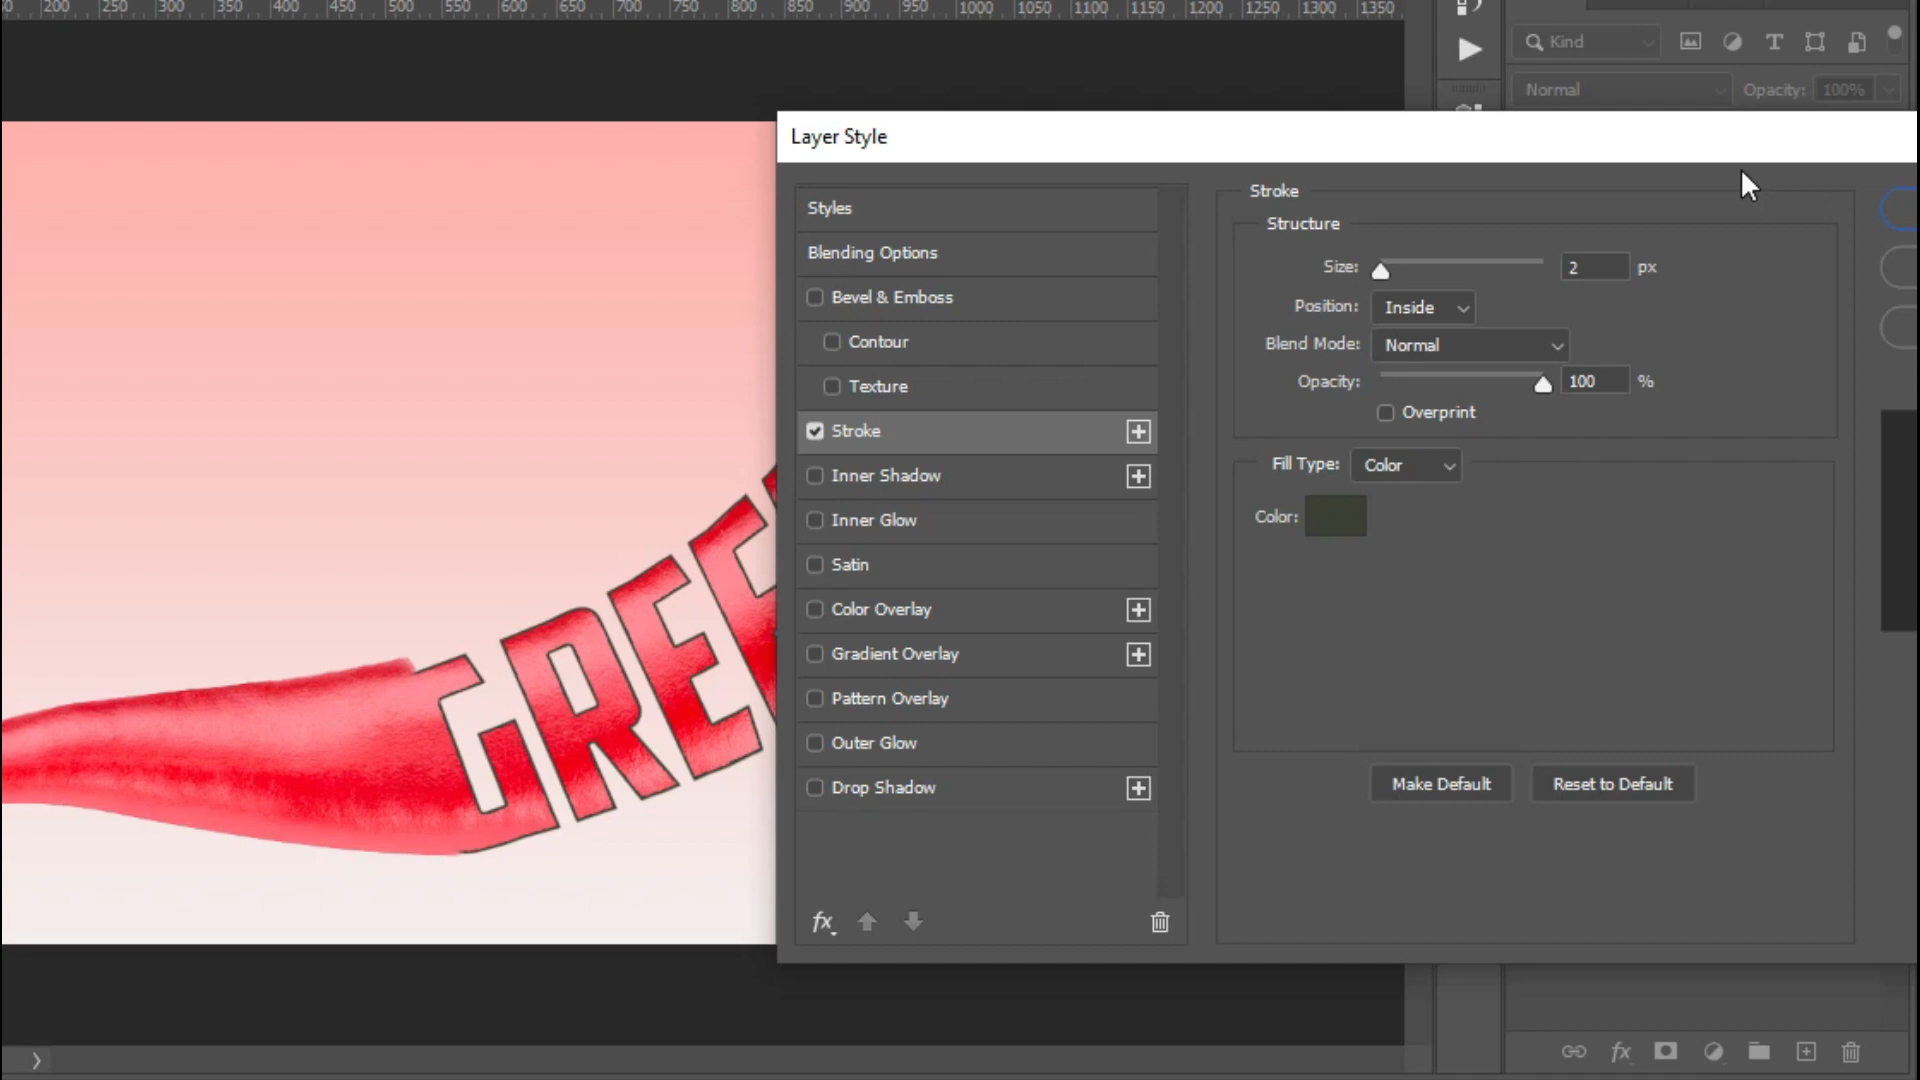 200 250 300 350 400 450 500 550 600 650 700 750 800 850 900 950 1000 1050 1100 1150 1200 1250 1300 1350
Kind
Normal Opacity: 100%
Layer Style
Styles
Blending Options
Bevel & Emboss
Contour
Texture
Stroke
Inner Shadow
Inner Glow
Satin
Color Overlay
Gradient Overlay
Pattern Overlay
Outer Glow
Drop Shadow
fx
Stroke
Structure
Size: 2 px
Position: Inside
Blend Mode: Normal
Opacity: 100 %
Overprint
Fill Type: Color
Color:
Make Default Reset to Default
GREE
fx